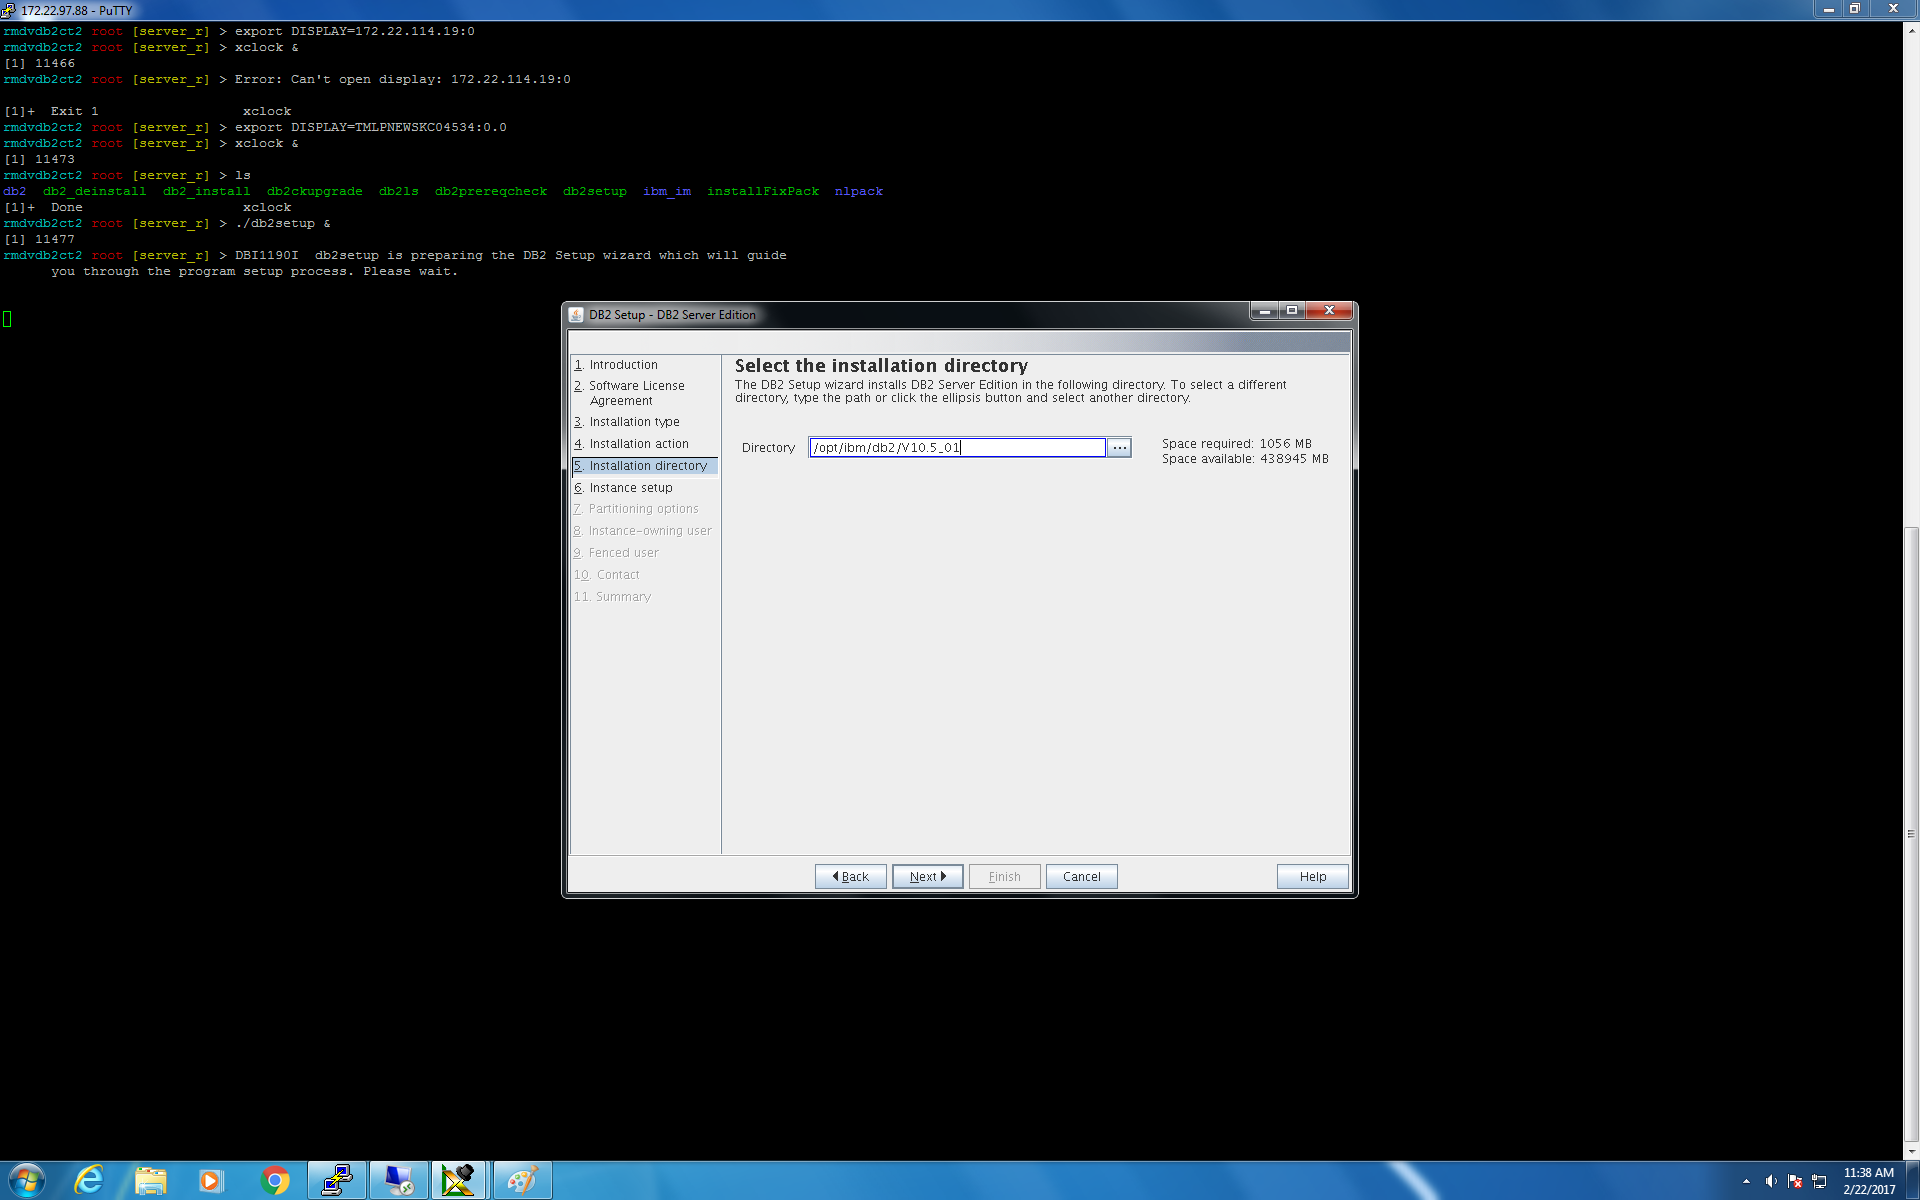 172.22.97.88 - PuTTY
rmdvdb2ct2 root [server_r] > export DISPLAY=172.22.114.19:0
rmdvdb2ct2 root [server_r] > xclock &
[1] 11466
rmdvdb2ct2 root [server_r] > Error: Can't open display: 172.22.114.19:0
[1]+  Exit 1                  xclock
rmdvdb2ct2 root [server_r] > export DISPLAY=TMLPNEWSKC04534:0.0
rmdvdb2ct2 root [server_r] > xclock &
[1] 11473
rmdvdb2ct2 root [server_r] > ls
db2  db2_deinstall  db2_install  db2ckupgrade  db2ls  db2prereqcheck  db2setup  ibm_im  installFixPack  nlpack
[1]+  Done                    xclock
rmdvdb2ct2 root [server_r] > ./db2setup &
[1] 11477
rmdvdb2ct2 root [server_r] > DBI1190I  db2setup is preparing the DB2 Setup wizard which will guide
you through the program setup process. Please wait.
DB2 Setup - DB2 Server Edition
1. Introduction
2. Software License
Agreement
3. Installation type
4. Installation action
5. Installation directory
6. Instance setup
7. Partitioning options
8. Instance-owning user
9. Fenced user
10. Contact
11. Summary
Select the installation directory
The DB2 Setup wizard installs DB2 Server Edition in the following directory. To select a different
directory, type the path or click the ellipsis button and select another directory.
Directory /opt/ibm/db2/V10.5_01 ...
Space required: 1056 MB
Space available: 438945 MB
Back Next Finish Cancel Help
11:38 AM
2/22/2017